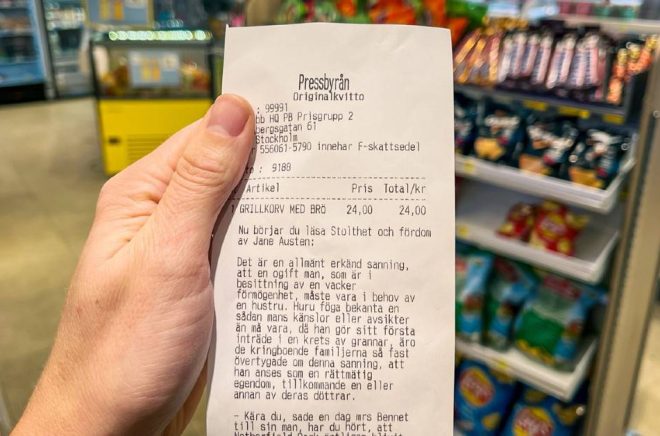 Pressbyrån
Originalkvitto
: 99991
bb HQ PB Prisgrupp 2
bergsgatan 61
Stockholm
r 556061-5790 innehar F-skattsedel
: 9180
Artikel Pris Total/kr
1 GRILLKORV MED BRÖ 24,00 24,00
Nu börjar du läsa Stolthet och fördom
av Jane Austen:
Det är en allmänt erkänd sanning,
att en ogift man, som är i
besittning av en vacker
förmögenhet, måste vara i behov av
en hustru. Huru föga bekanta en
sådan mans känslor eller avsikter
än må vara, då han gör sitt första
inträde i en krets av grannar, äro
de kringboende familjerna så fast
övertygade om denna sanning, att
han anses som en rättmätig
egendom, tillkommande en eller
annan av deras döttrar.
- Kära du, sade en dag mrs Bennet
till sin man, har du hört, att